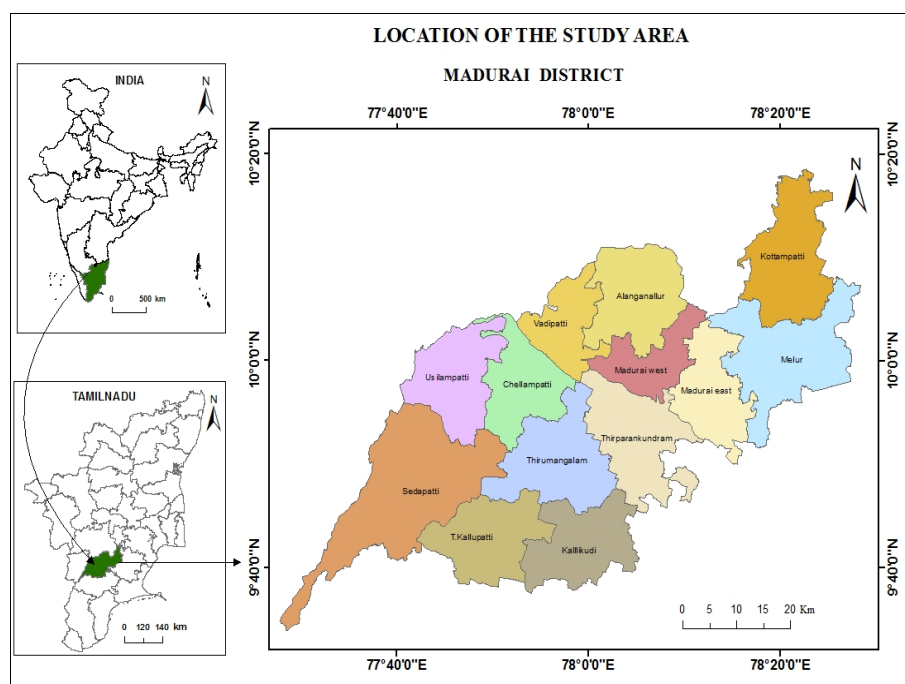 LOCATION OF THE STUDY AREA
MADURAI DISTRICT
INDIA
N
0 500 km
TAMILNADU
N
0 120 140 km
77°40'0"E 78°0'0"E 78°20'0"E
10°20'0"N
10°0'0"N
9°40'0"N
N
Kottampatti
Alanganallur
Vadipatti
Usilampatti
Chellampatti
Madurai west
Melur
Madurai east
Thirparankundram
Thirumangalam
Sedapatti
T.Kallupatti
Kalllikudi
0 5 10 20 Km
10°20'0"N
10°0'0"N
9°40'0"N
77°40'0"E 78°0'0"E 78°20'0"E